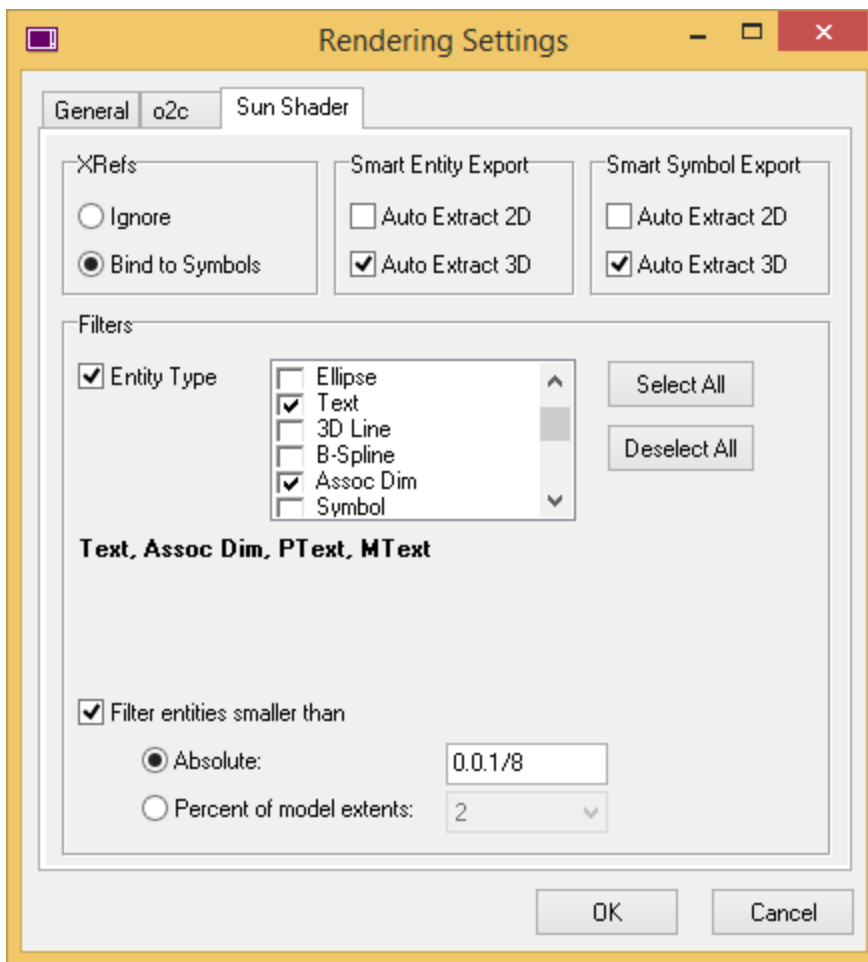 Rendering Settings
General o2c Sun Shader
XRefs
Ignore
Bind to Symbols
Smart Entity Export
Auto Extract 2D
Auto Extract 3D
Smart Symbol Export
Auto Extract 2D
Auto Extract 3D
Filters
Entity Type
Ellipse
Text
3D Line
B-Spline
Assoc Dim
Symbol
Select All
Deselect All
Text, Assoc Dim, PText, MText
Filter entities smaller than
Absolute: 0.0.1/8
Percent of model extents: 2
OK Cancel